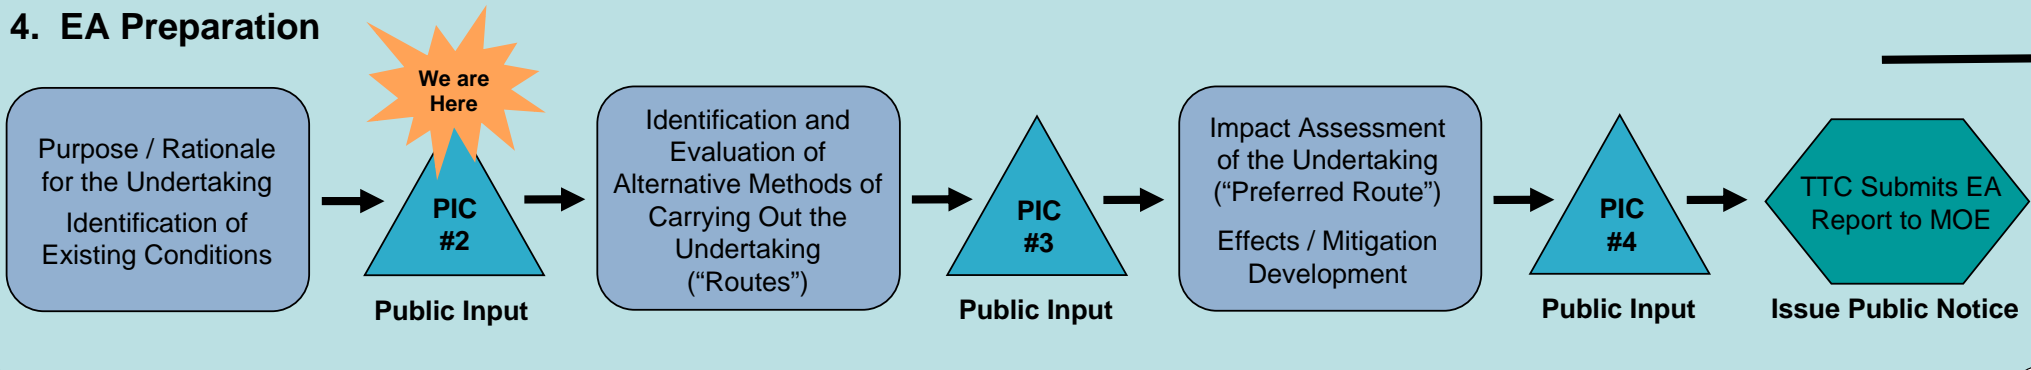 4. EA Preparation
We are
Here
Purpose / Rationale
for the Undertaking
Identification of
Existing Conditions
PIC
#2
Public Input
Identification and
Evaluation of
Alternative Methods of
Carrying Out the
Undertaking
(“Routes”)
PIC
#3
Public Input
Impact Assessment
of the Undertaking
(“Preferred Route”)
Effects / Mitigation
Development
PIC
#4
Public Input
TTC Submits EA
Report to MOE
Issue Public Notice